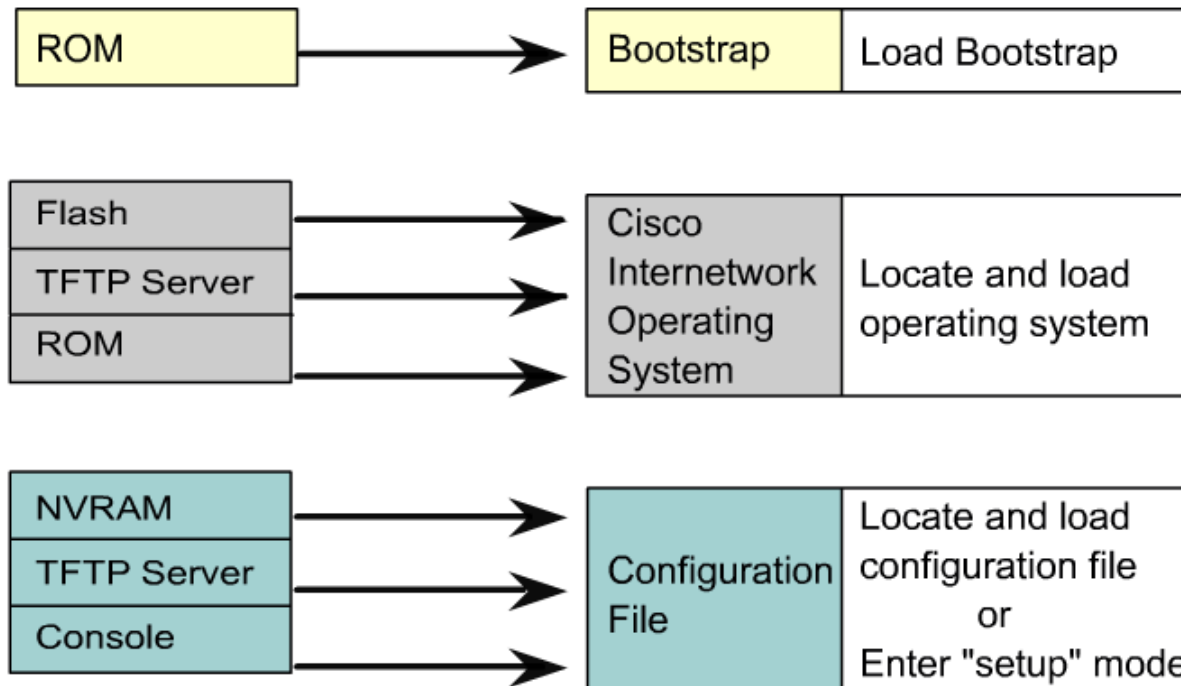 ROM
Bootstrap
Load Bootstrap
Flash
TFTP Server
ROM
Cisco
Internetwork
Operating
System
Locate and load
operating system
NVRAM
TFTP Server
Console
Configuration
File
Locate and load
configuration file
or
Enter "setup" mode